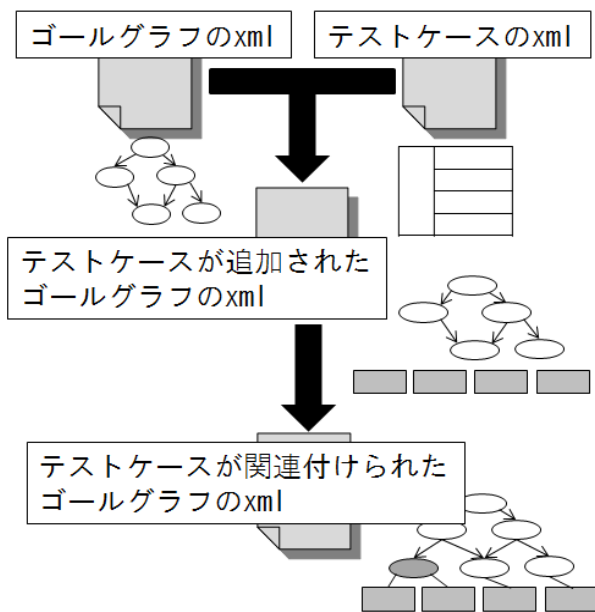 ゴールグラフのxml
テストケースのxml
テストケースが追加された
ゴールグラフのxml
テストケースが関連付けられた
ゴールグラフのxml